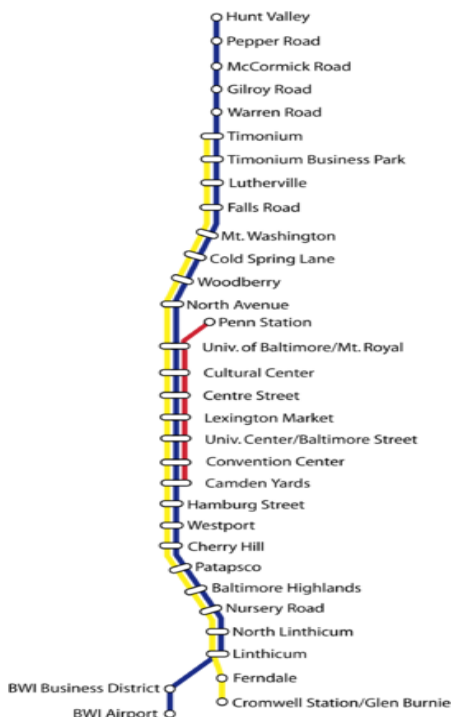 Hunt Valley
Pepper Road
McCormick Road
Gilroy Road
Warren Road
Timonium
Timonium Business Park
Lutherville
Falls Road
Mt. Washington
Cold Spring Lane
Woodberry
North Avenue
Penn Station
Univ. of Baltimore/Mt. Royal
Cultural Center
Centre Street
Lexington Market
Univ. Center/Baltimore Street
Convention Center
Camden Yards
Hamburg Street
Westport
Cherry Hill
Patapsco
Baltimore Highlands
Nursery Road
North Linthicum
Linthicum
Ferndale
BWI Business District
Cromwell Station/Glen Burnie
BWI Airport